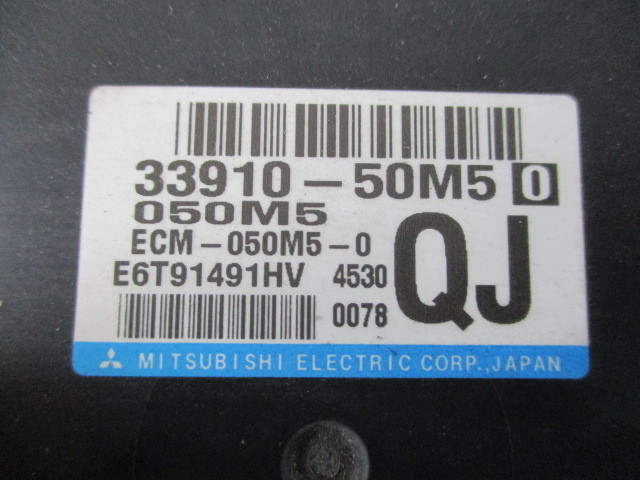 33910-50M5 0
050M5
ECM-050M5-0
E6T91491HV 4530
QJ
0078
MITSUBISHI ELECTRIC CORP., JAPAN